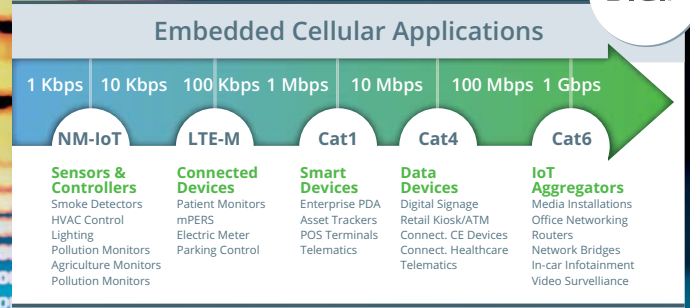 Embedded Cellular Applications
1 Kbps 10 Kbps 100 Kbps 1 Mbps 10 Mbps 100 Mbps 1 Gbps
NM-IoT LTE-M Cat1 Cat4 Cat6
Sensors &
Controllers
Smoke Detectors
HVAC Control
Lighting
Pollution Monitors
Agriculture Monitors
Pollution Monitors
Connected
Devices
Patient Monitors
mPERS
Electric Meter
Parking Control
Smart
Devices
Enterprise PDA
Asset Trackers
POS Terminals
Telematics
Data
Devices
Digital Signage
Retail Kiosk/ATM
Connect. CE Devices
Connect. Healthcare
Telematics
IoT
Aggregators
Media Installations
Office Networking
Routers
Network Bridges
In-car Infotainment
Video Survelliance